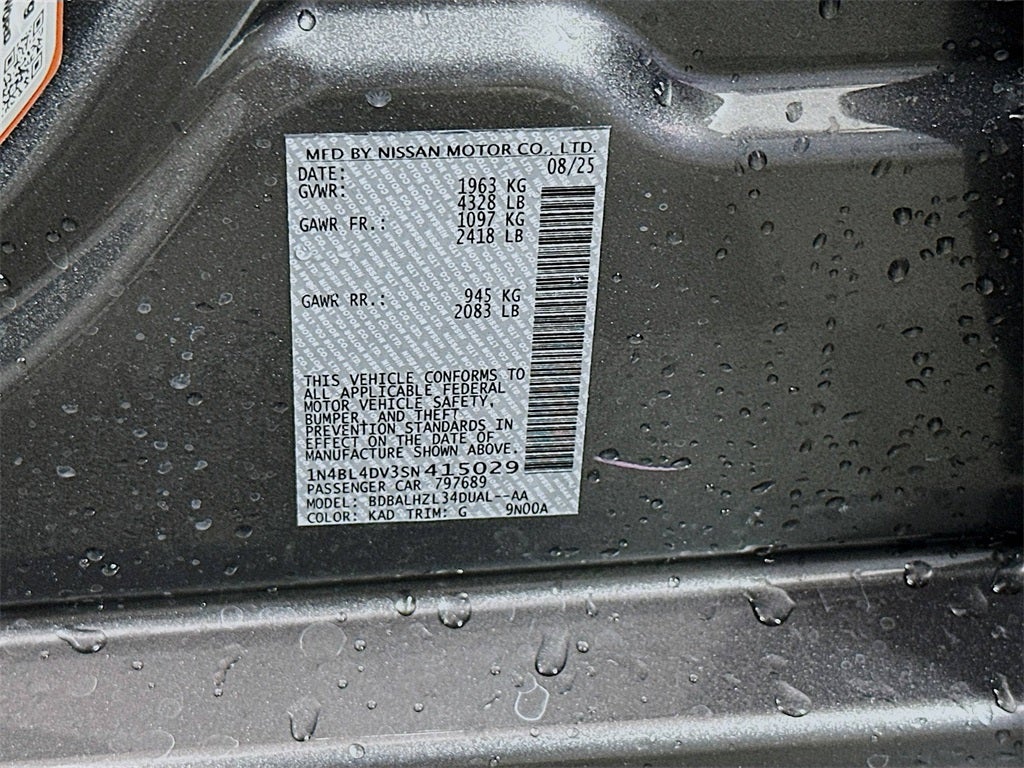 MFD BY NISSAN MOTOR CO., LTD.
DATE: 08/25
GVWR: 1963 KG
4328 LB
GAWR FR.: 1097 KG
2418 LB
GAWR RR.: 945 KG
2083 LB
THIS VEHICLE CONFORMS TO
ALL APPLICABLE FEDERAL
MOTOR VEHICLE SAFETY,
BUMPER, AND THEFT
PREVENTION STANDARDS IN
EFFECT ON THE DATE OF
MANUFACTURE SHOWN ABOVE.
1N4BL4DV3SN415029
PASSENGER CAR 797689
MODEL: BDBALHZL34DUAL--AA
COLOR: KAD TRIM: G 9N00A